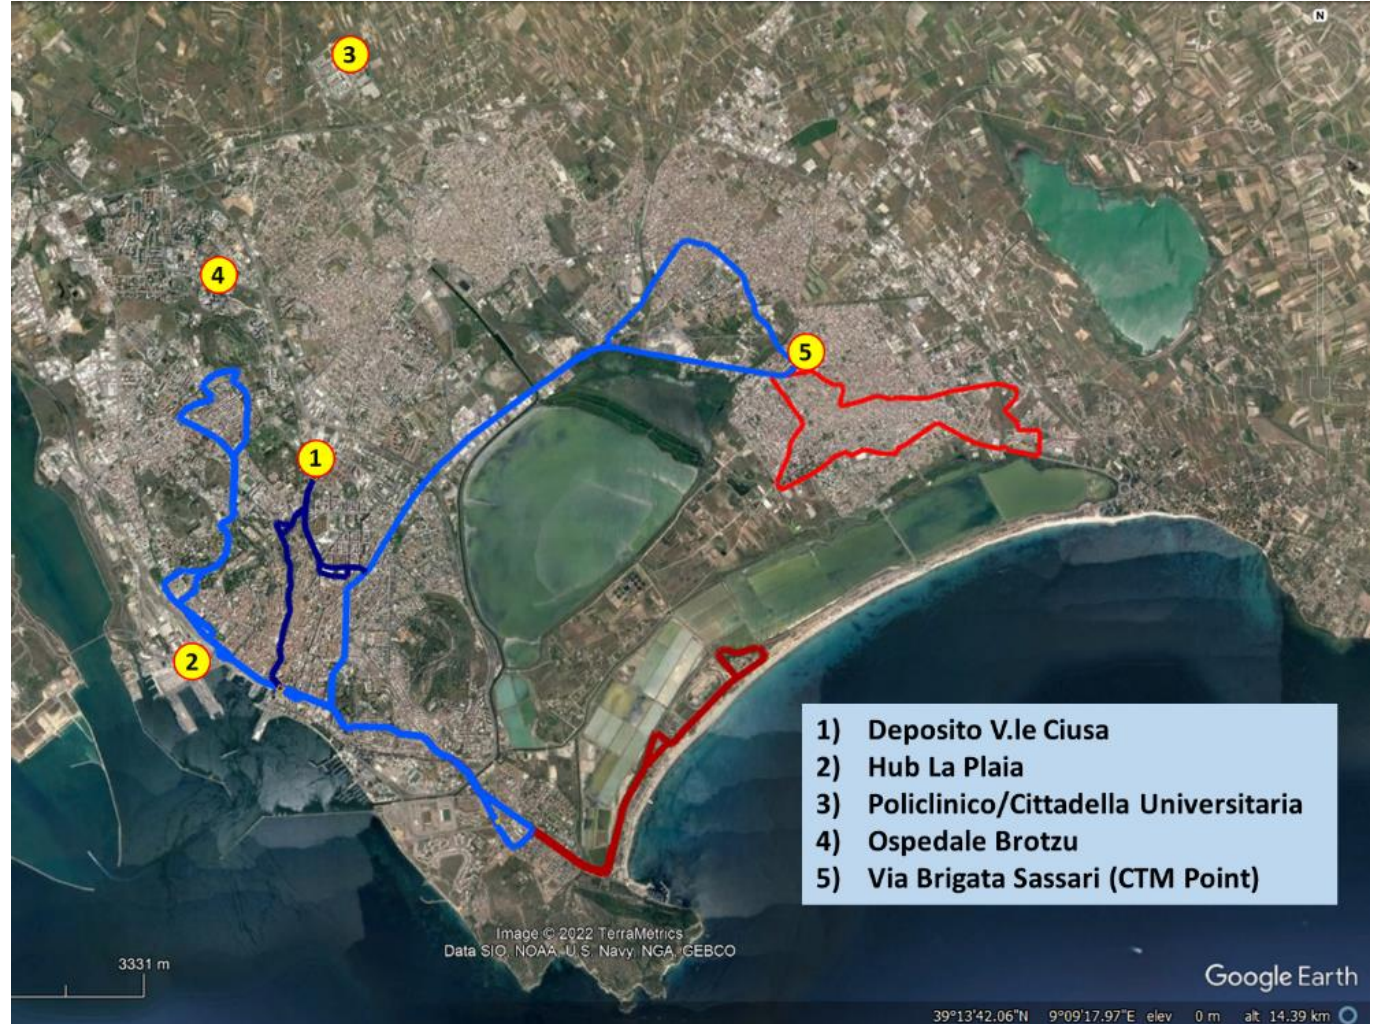 N
3
4
5
1
2
1) Deposito V.le Ciusa
2) Hub La Plaia
3) Policlinico/Cittadella Universitaria
4) Ospedale Brotzu
5) Via Brigata Sassari (CTM Point)
Image © 2022 TerraMetrics
Data SIO, NOAA, U.S. Navy, NGA, GEBCO
3331 m
Google Earth
39°13'42.06"N 9°09'17.97"E elev 0 m alt 14.39 km